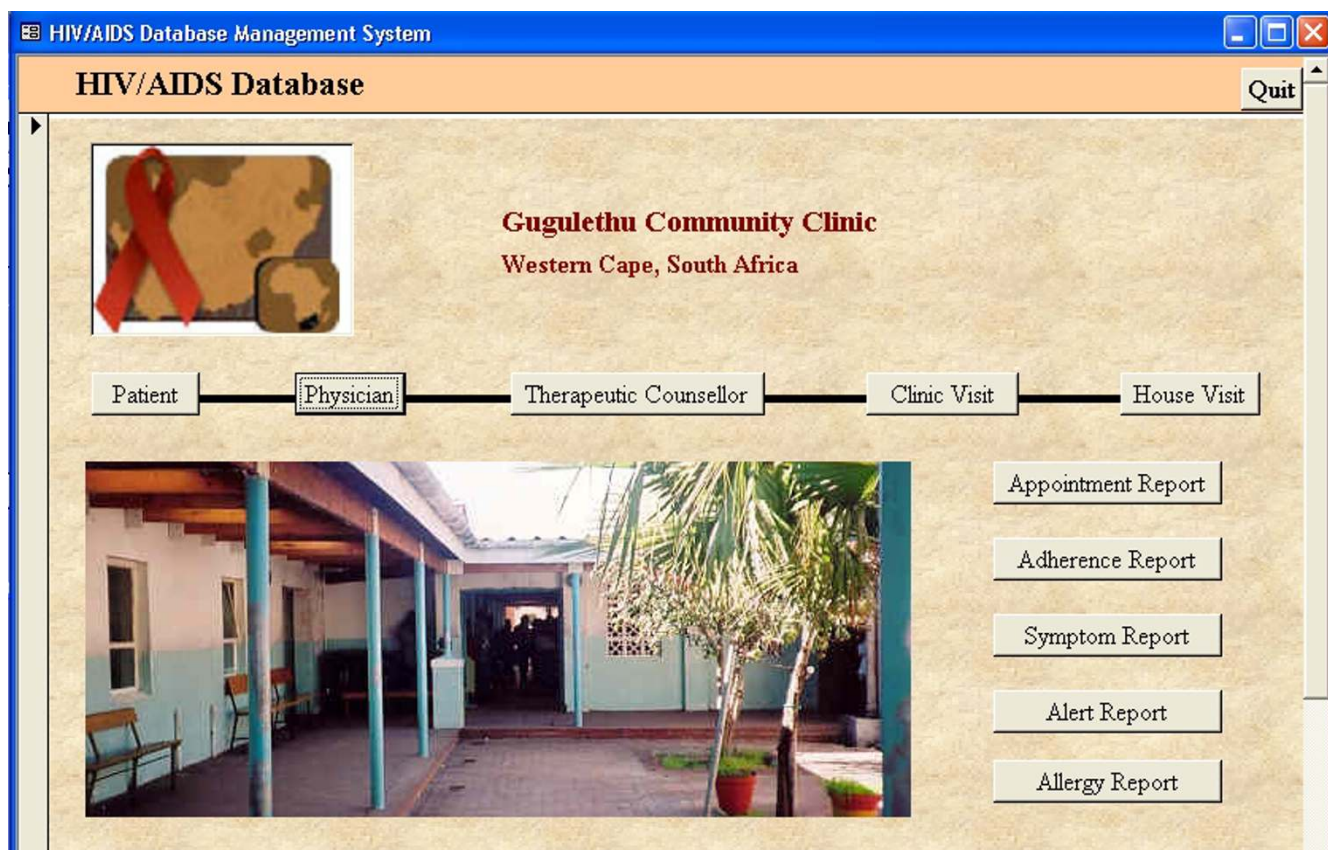 HIV/AIDS Database Management System
HIV/AIDS Database
Quit
Gugulethu Community Clinic
Western Cape, South Africa
Patient
Physician
Therapeutic Counsellor
Clinic Visit
House Visit
Appointment Report
Adherence Report
Symptom Report
Alert Report
Allergy Report